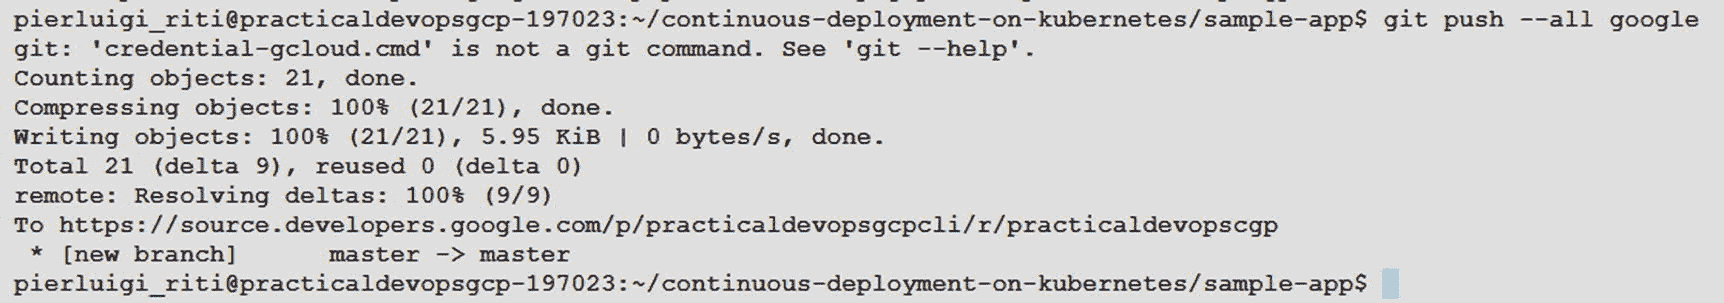 pierluigi_riti@practicaldevopsgcp-197023:~/continuous-deployment-on-kubernetes/sample-app$ git push --all google
git: 'credential-gcloud.cmd' is not a git command. See 'git --help'.
Counting objects: 21, done.
Compressing objects: 100% (21/21), done.
Writing objects: 100% (21/21), 5.95 KiB | 0 bytes/s, done.
Total 21 (delta 9), reused 0 (delta 0)
remote: Resolving deltas: 100% (9/9)
To https://source.developers.google.com/p/practicaldevopsgcpcli/r/practicaldevopscgp
 * [new branch]      master -> master
pierluigi_riti@practicaldevopsgcp-197023:~/continuous-deployment-on-kubernetes/sample-app$